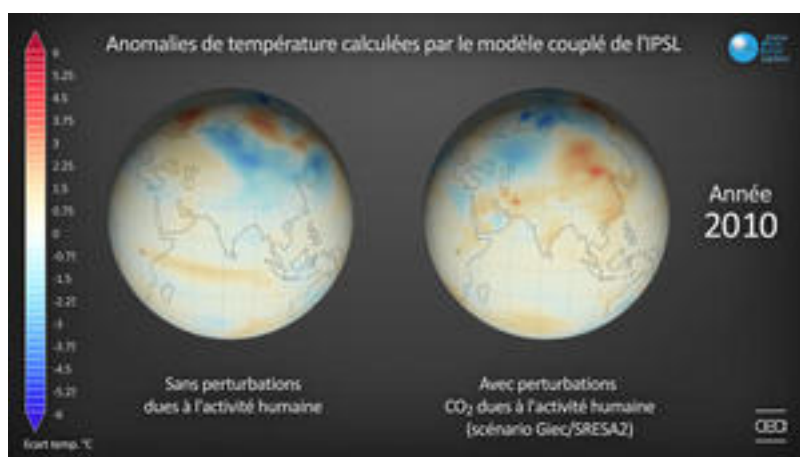 Anomalies de température calculées par le modèle couplé de l'IPSL
6
5.25
4.5
3.75
3
2.25
1.5
0.75
0
-0.75
-1.5
-2.25
-3
-3.75
-4.5
-5.25
-6
Ecart temp. °C
Année
2010
Sans perturbations
dues à l'activité humaine
Avec perturbations
CO₂ dues à l'activité humaine
(scénario Giec/SRESA2)
cea